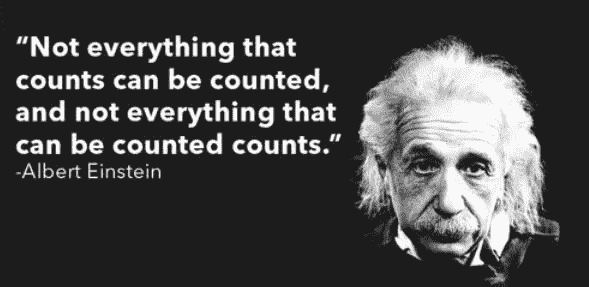 “Not everything that
counts can be counted,
and not everything that
can be counted counts.”
-Albert Einstein